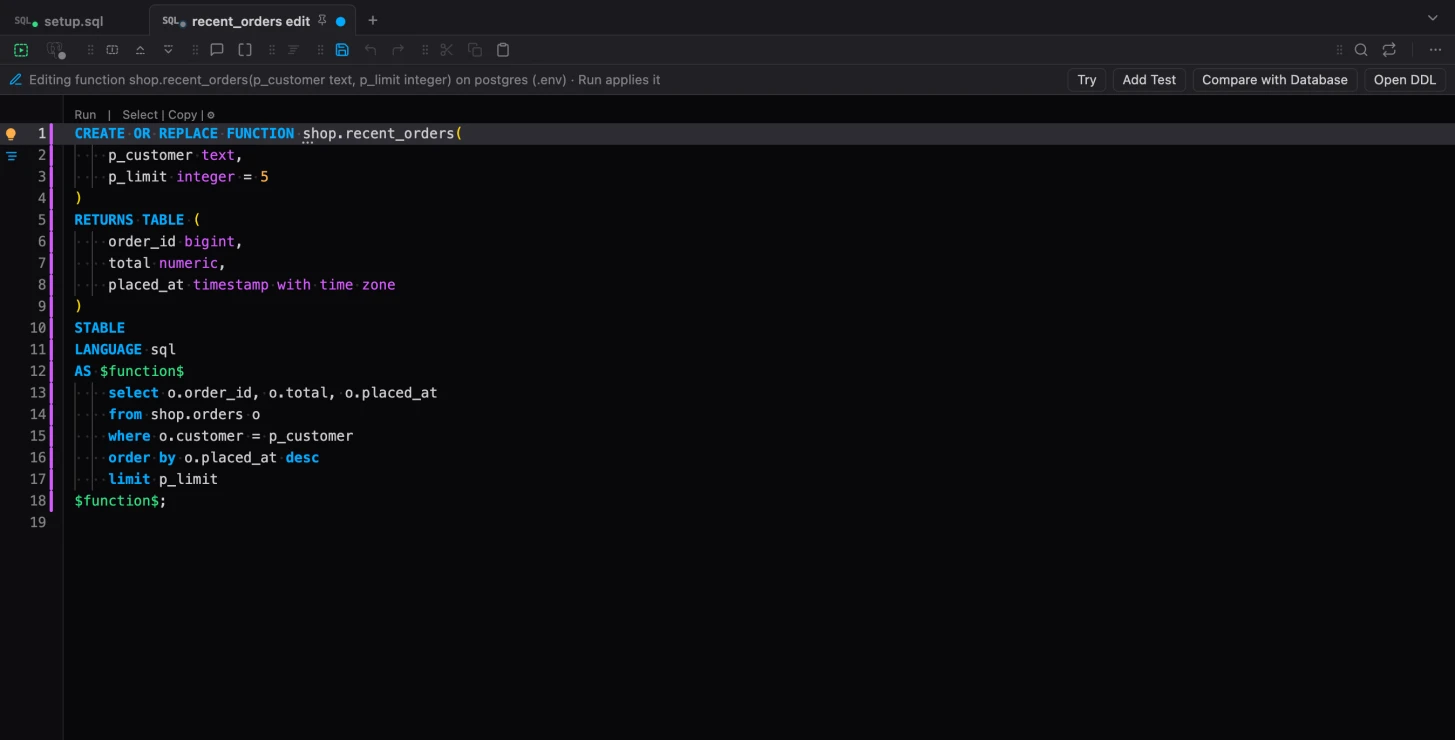 SQL setup.sql
SQL recent_orders edit
Editing function shop.recent_orders(p_customer text, p_limit integer) on postgres (.env) · Run applies it
Try
Add Test
Compare with Database
Open DDL
Run | Select | Copy |
1 CREATE OR REPLACE FUNCTION shop.recent_orders(
2 p_customer text,
3 p_limit integer = 5
4 )
5 RETURNS TABLE (
6 order_id bigint,
7 total numeric,
8 placed_at timestamp with time zone
9 )
10 STABLE
11 LANGUAGE sql
12 AS $function$
13 select o.order_id, o.total, o.placed_at
14 from shop.orders o
15 where o.customer = p_customer
16 order by o.placed_at desc
17 limit p_limit
18 $function$;
19